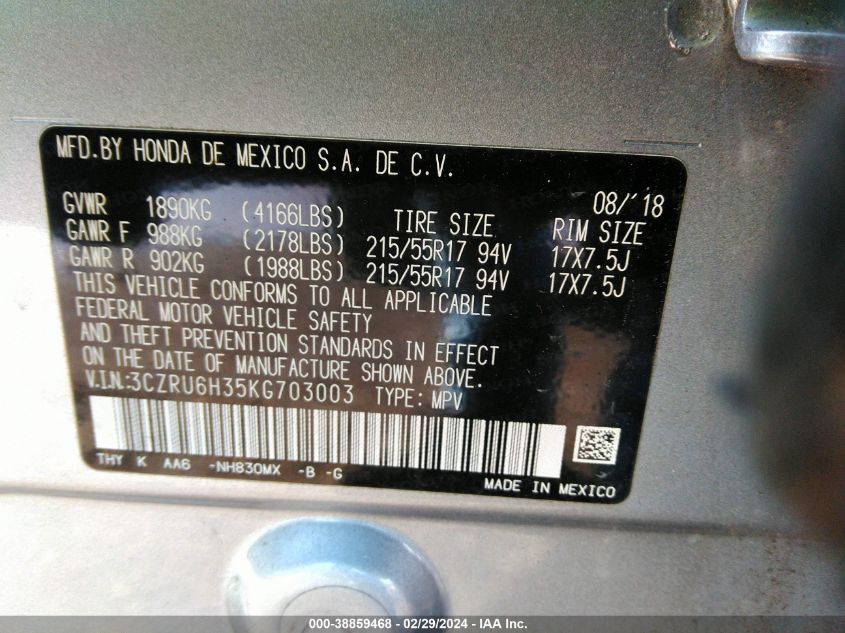 MFD.BY HONDA DE MEXICO S.A. DE C.V.
08/'18
GVWR 1890KG (4166LBS) TIRE SIZE RIM SIZE
GAWR F 988KG (2178LBS) 215/55R17 94V 17X7.5J
GAWR R 902KG (1988LBS) 215/55R17 94V 17X7.5J
THIS VEHICLE CONFORMS TO ALL APPLICABLE
FEDERAL MOTOR VEHICLE SAFETY
AND THEFT PREVENTION STANDARDS IN EFFECT
ON THE DATE OF MANUFACTURE SHOWN ABOVE.
V.I.N.:3CZRU6H35KG703003 TYPE: MPV
THY K AA6 -NH830MX -B -G
MADE IN MEXICO
000-38859468 - 02/29/2024 - IAA Inc.